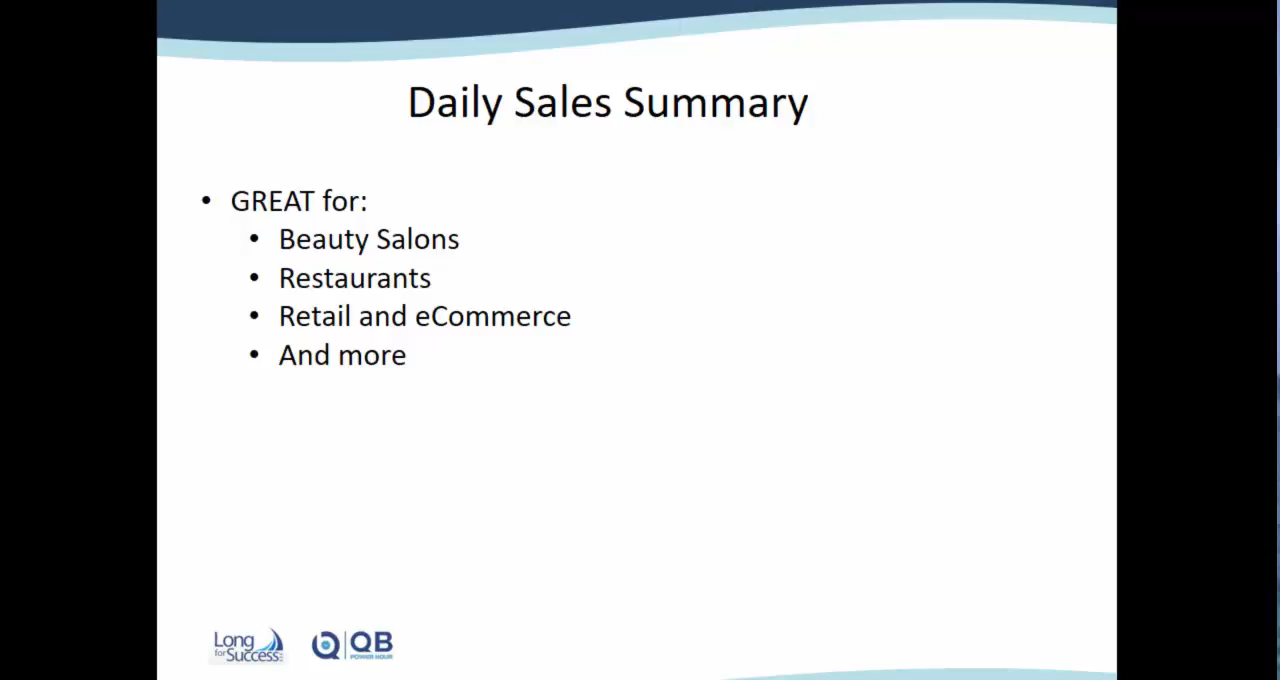 Daily Sales Summary
• GREAT for:
• Beauty Salons
• Restaurants
• Retail and eCommerce
• And more
Long
for Success
QB
POWER HOUR